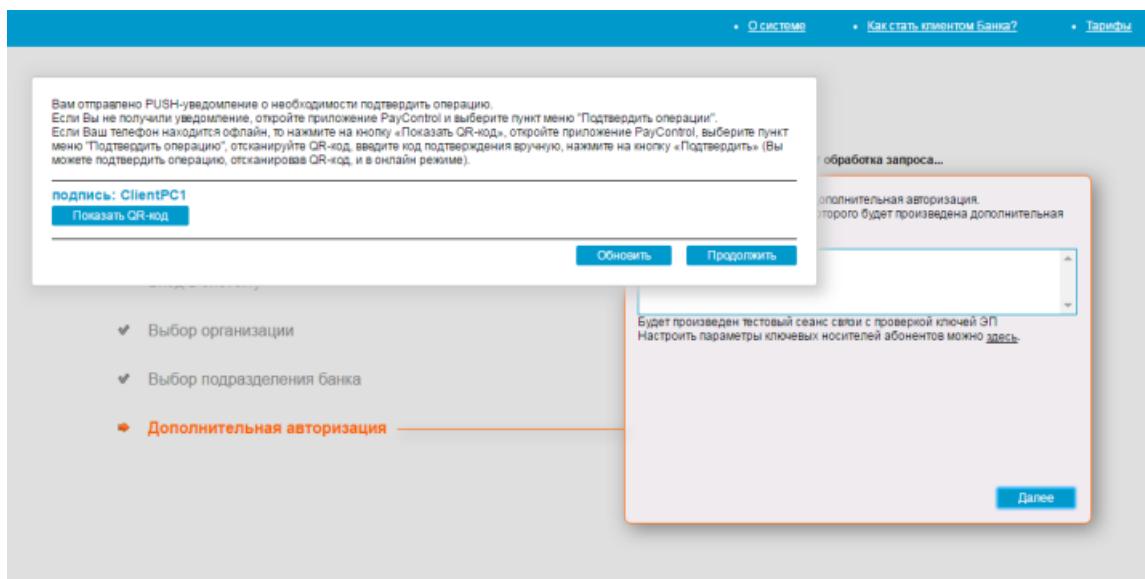 О системе
Как стать клиентом Банка?
Тарифы
Вам отправлено PUSH-уведомление о необходимости подтвердить операцию.
Если Вы не получили уведомление, откройте приложение PayControl и выберите пункт меню "Подтвердить операции".
Если Ваш телефон находится офлайн, то нажмите на кнопку «Показать QR-код», откройте приложение PayControl, выберите пункт
меню "Подтвердить операцию", отсканируйте QR-код, введите код подтверждения вручную, нажмите на кнопку «Подтвердить» (Вы
можете подтвердить операцию, отсканировав QR-код, и в онлайн режиме).
подпись: ClientPC1
Показать QR-код
Обновить
Продолжить
обработка запроса...
дополнительная авторизация.
которого будет произведена дополнительная
Будет произведен тестовый сеанс связи с проверкой ключей ЭП
Настроить параметры ключевых носителей абонентов можно здесь.
Выбор организации
Выбор подразделения банка
Дополнительная авторизация
Далее